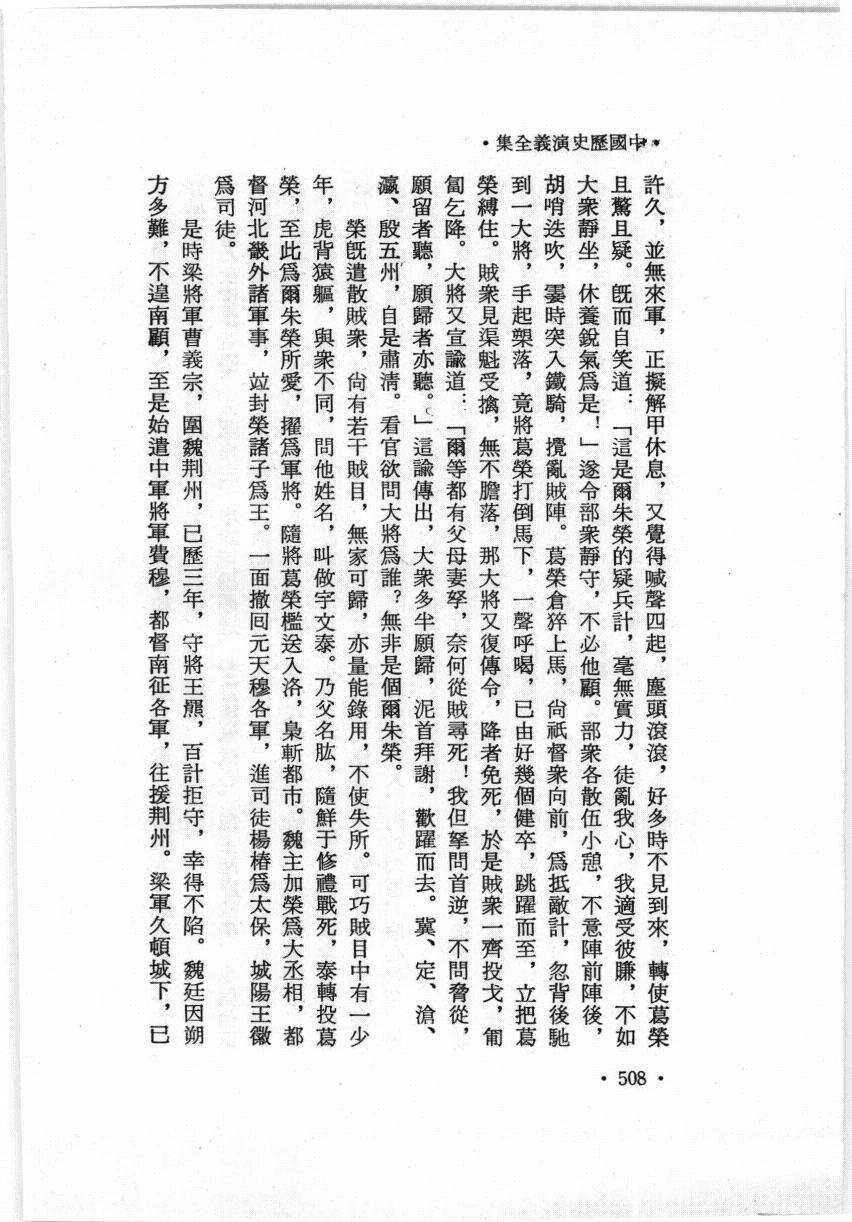 •中國歷史演義全集•
許久，並無來軍，正擬解甲休息，又覺得喊聲四起，塵頭滾滾，好多時不見到來，轉使葛榮
且驚且疑。旣而自笑道：「這是爾朱榮的疑兵計，毫無實力，徒亂我心，我適受彼賺，不如
大衆靜坐，休養銳氣爲是！」遂令部衆靜守，不必他顧。部衆各散伍小憩，不意陣前陣後，
胡哨迭吹，霎時突入鐵騎，攪亂賊陣。葛榮倉猝上馬，尙祇督衆向前，爲抵敵計，忽背後馳
到一大將，手起槊落，竟將葛榮打倒馬下，一聲呼喝，已由好幾個健卒，跳躍而至，立把葛
榮縛住。賊衆見渠魁受擒，無不膽落，那大將又復傳令，降者免死，於是賊衆一齊投戈，匍
匐乞降。大將又宣諭道：「爾等都有父母妻孥，奈何從賊尋死！我但拏問首逆，不問脅從，
願留者聽，願歸者亦聽。」這諭傳出，大衆多半願歸，泥首拜謝，歡躍而去。冀、定、滄、
瀛、殷五州，自是肅淸。看官欲問大將爲誰？無非是個爾朱榮。
榮旣遣散賊衆，尙有若干賊目，無家可歸，亦量能錄用，不使失所。可巧賊目中有一少
年，虎背猿軀，與衆不同，問他姓名，叫做宇文泰。乃父名肱，隨鮮于修禮戰死，泰轉投葛
榮，至此爲爾朱榮所愛，擢爲軍將。隨將葛榮檻送入洛，梟斬都市。魏主加榮爲大丞相，都
督河北畿外諸軍事，竝封榮諸子爲王。一面撤囘元天穆各軍，進司徒楊椿爲太保，城陽王徽
爲司徒。
是時梁將軍曹義宗，圍魏荆州，已歷三年，守將王羆，百計拒守，幸得不陷。魏廷因朔
方多難，不遑南顧，至是始遣中軍將軍費穆，都督南征各軍，往援荆州。梁軍久頓城下，已
•508•